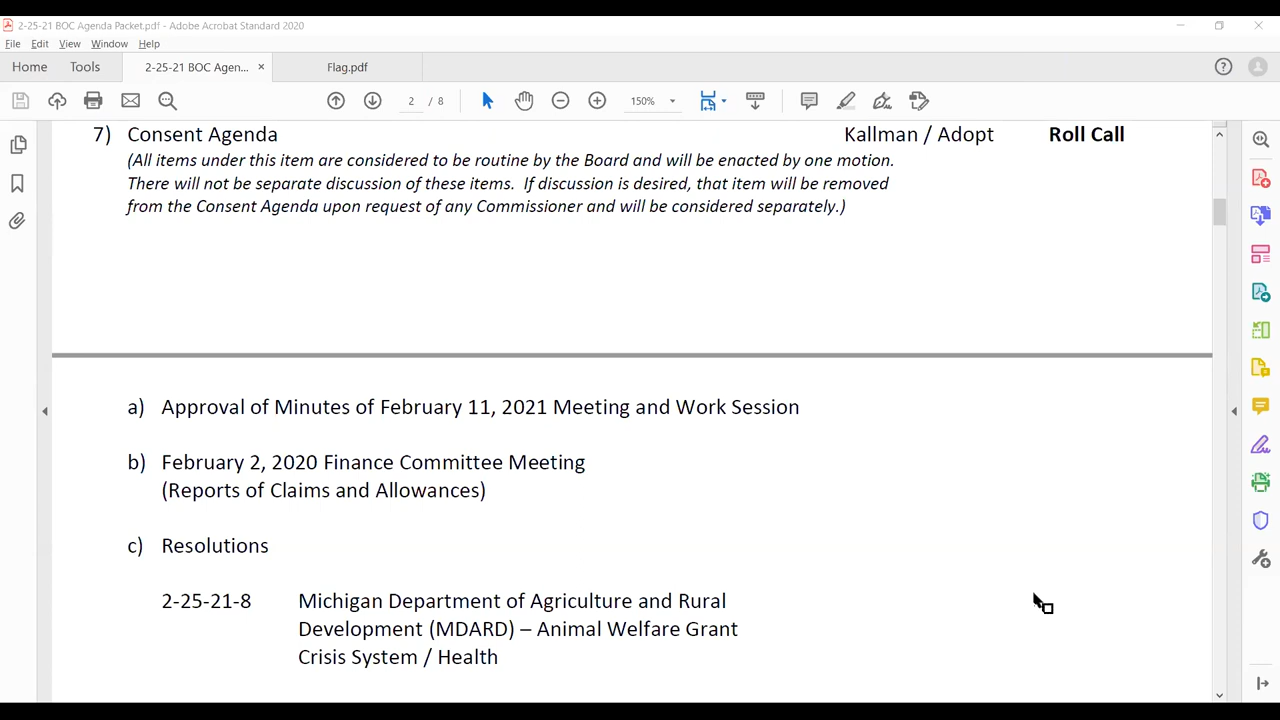 2-25-21 BOC Agenda Packet.pdf - Adobe Acrobat Standard 2020
File Edit View Window Help
Home Tools 2-25-21 BOC Agen... × Flag.pdf
2 / 8 150%
7) Consent Agenda Kallman / Adopt Roll Call
(All items under this item are considered to be routine by the Board and will be enacted by one motion.
There will not be separate discussion of these items. If discussion is desired, that item will be removed
from the Consent Agenda upon request of any Commissioner and will be considered separately.)
a) Approval of Minutes of February 11, 2021 Meeting and Work Session
b) February 2, 2020 Finance Committee Meeting
(Reports of Claims and Allowances)
c) Resolutions
2-25-21-8 Michigan Department of Agriculture and Rural
Development (MDARD) – Animal Welfare Grant
Crisis System / Health